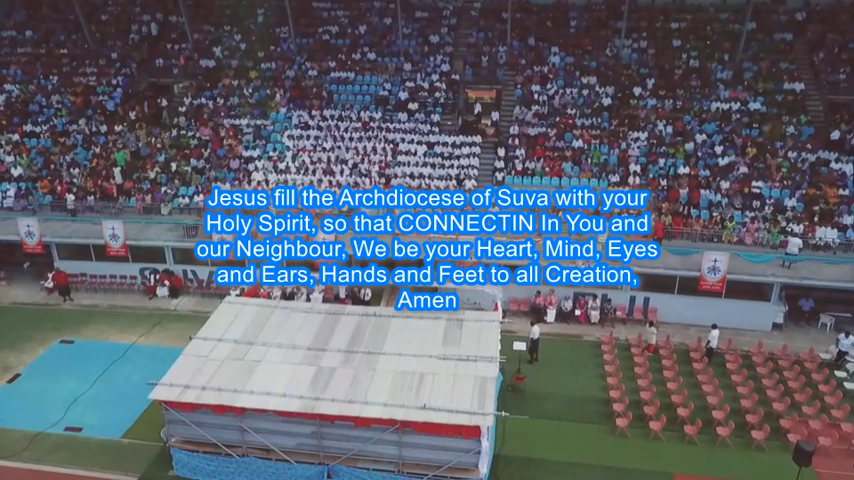 Jesus fill the Archdiocese of Suva with your
Holy Spirit, so that CONNECTIN In You and
our Neighbour, We be your Heart, Mind, Eyes
and Ears, Hands and Feet to all Creation,
Amen